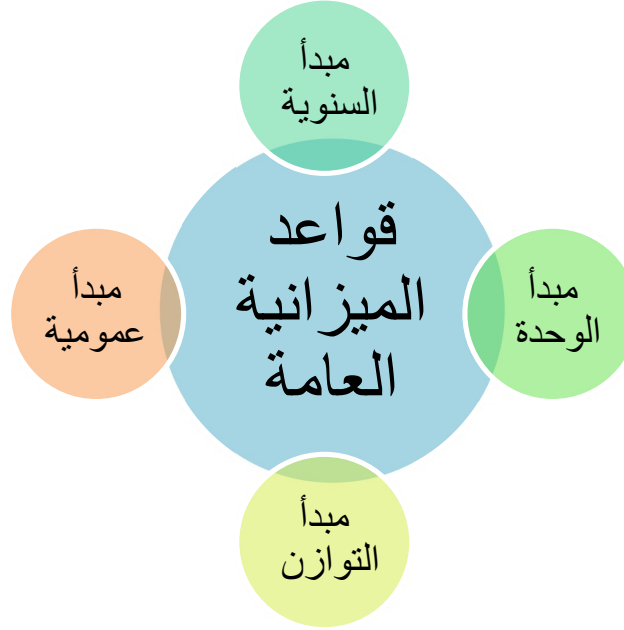 مبدأ
السنوية
قواعد
الميزانية
العامة
مبدأ
الوحدة
مبدأ
عمومية
مبدأ
التوازن